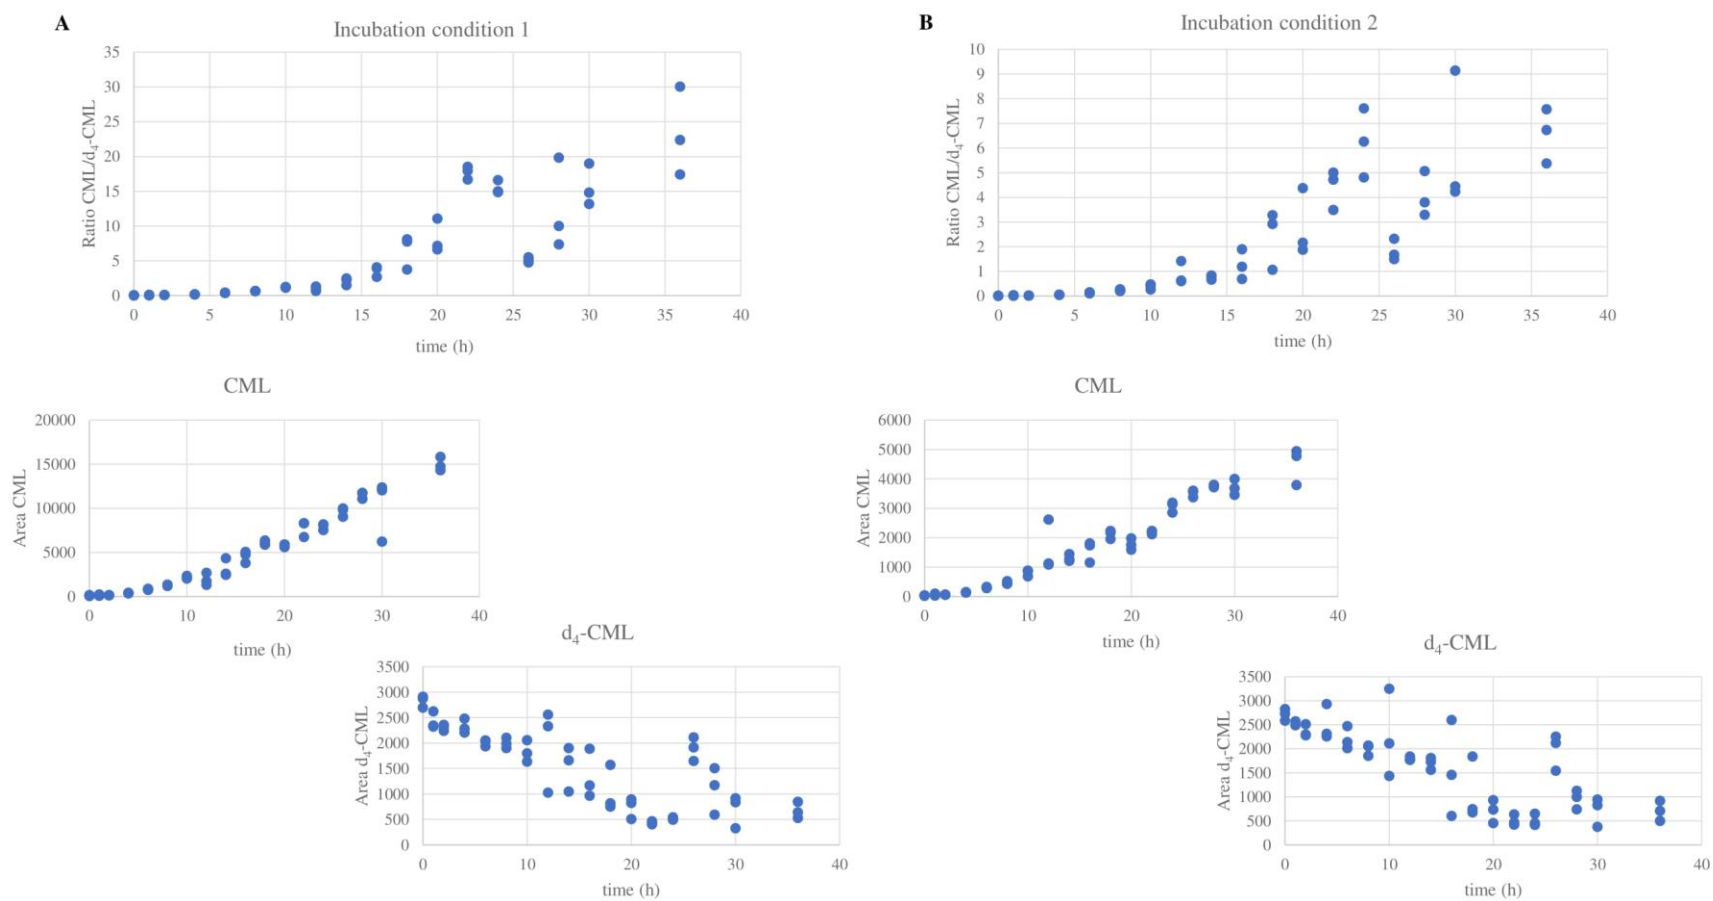 A
Incubation condition 1
35
30
25
20
15
10
5
0
Ratio CML/d₄-CML
0 5 10 15 20 25 30 35 40
time (h)
B
Incubation condition 2
10
9
8
7
6
5
4
3
2
1
0
Ratio CML/d₄-CML
0 5 10 15 20 25 30 35 40
time (h)
CML
20000
15000
10000
5000
0
Area CML
0 10 20 30 40
time (h)
d₄-CML
3500
3000
2500
2000
1500
1000
500
0
Area d₄-CML
0 10 20 30 40
time (h)
CML
6000
5000
4000
3000
2000
1000
0
Area CML
0 10 20 30 40
time (h)
d₄-CML
3500
3000
2500
2000
1500
1000
500
0
Area d₄-CML
0 10 20 30 40
time (h)